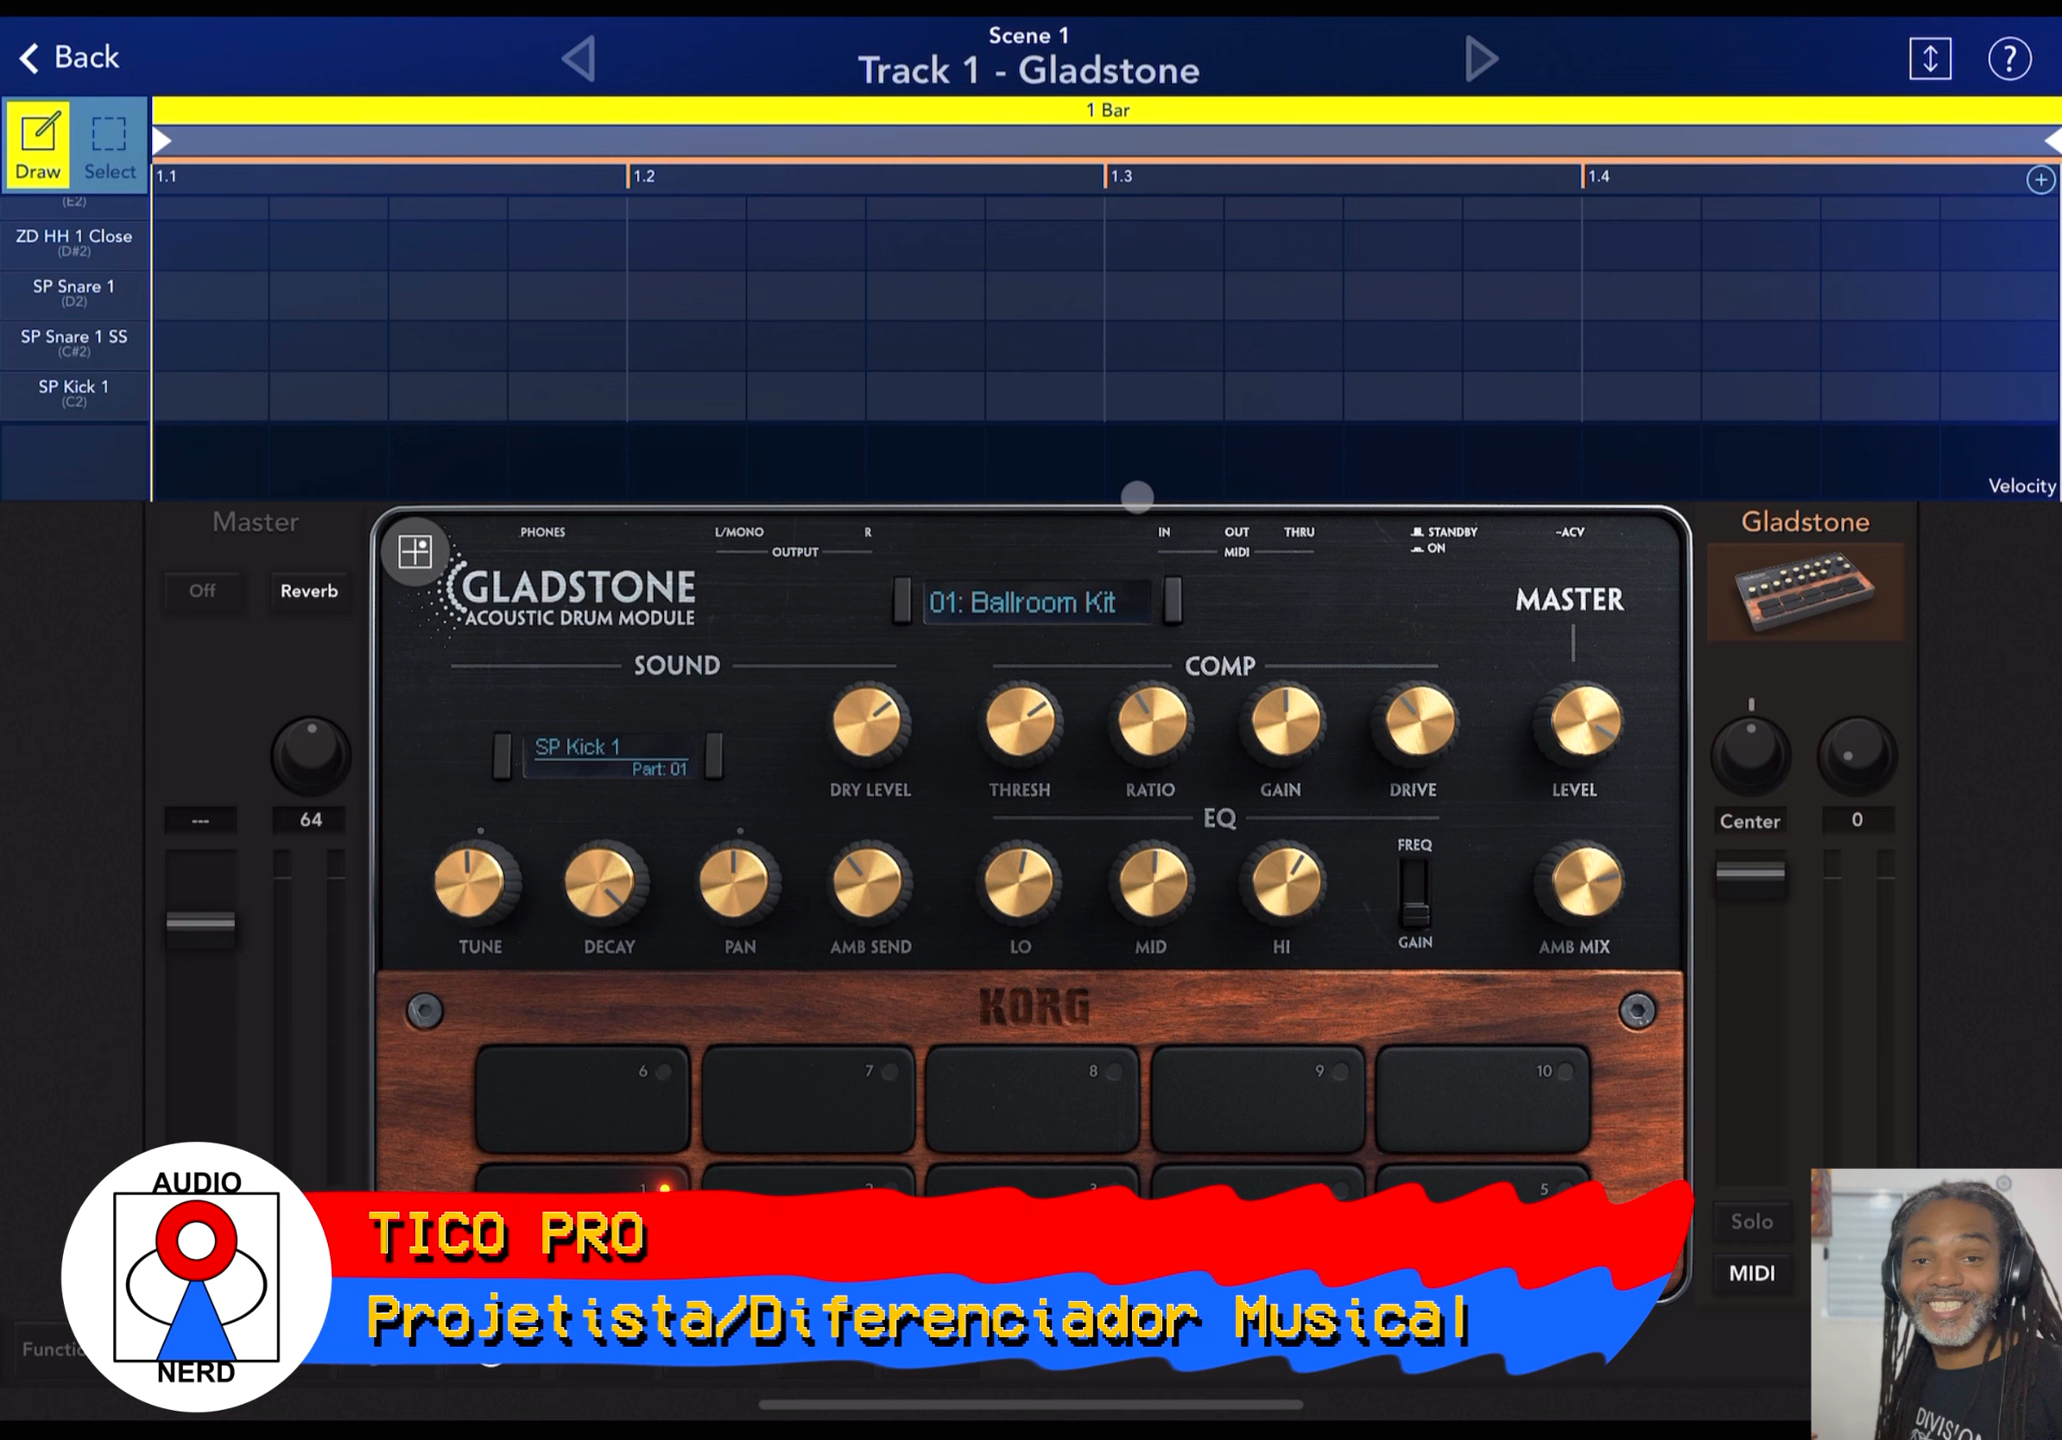 Scene 1
Back
Track 1 - Gladstone
?
1 Bar
Draw
Select
1.1
1.2
1.3
1.4
(E2)
ZD HH 1 Close
(D#2)
SP Snare 1
(D2)
SP Snare 1 SS
(C#2)
SP Kick 1
(C2)
Velocity
Master
Off
Reverb
---
64
PHONES
L/MONO
R
OUTPUT
IN
OUT
THRU
MIDI
STANDBY
ON
~ACV
GLADSTONE
ACOUSTIC DRUM MODULE
01: Ballroom Kit
MASTER
SOUND
COMP
SP Kick 1
Part: 01
DRY LEVEL
THRESH
RATIO
GAIN
DRIVE
LEVEL
EQ
FREQ
TUNE
DECAY
PAN
AMB SEND
LO
MID
HI
GAIN
AMB MIX
KORG
6
7
8
9
10
1
2
3
5
Gladstone
Center
0
Solo
MIDI
AUDIO
NERD
TICO PRO
Projetista/Diferenciador Musical